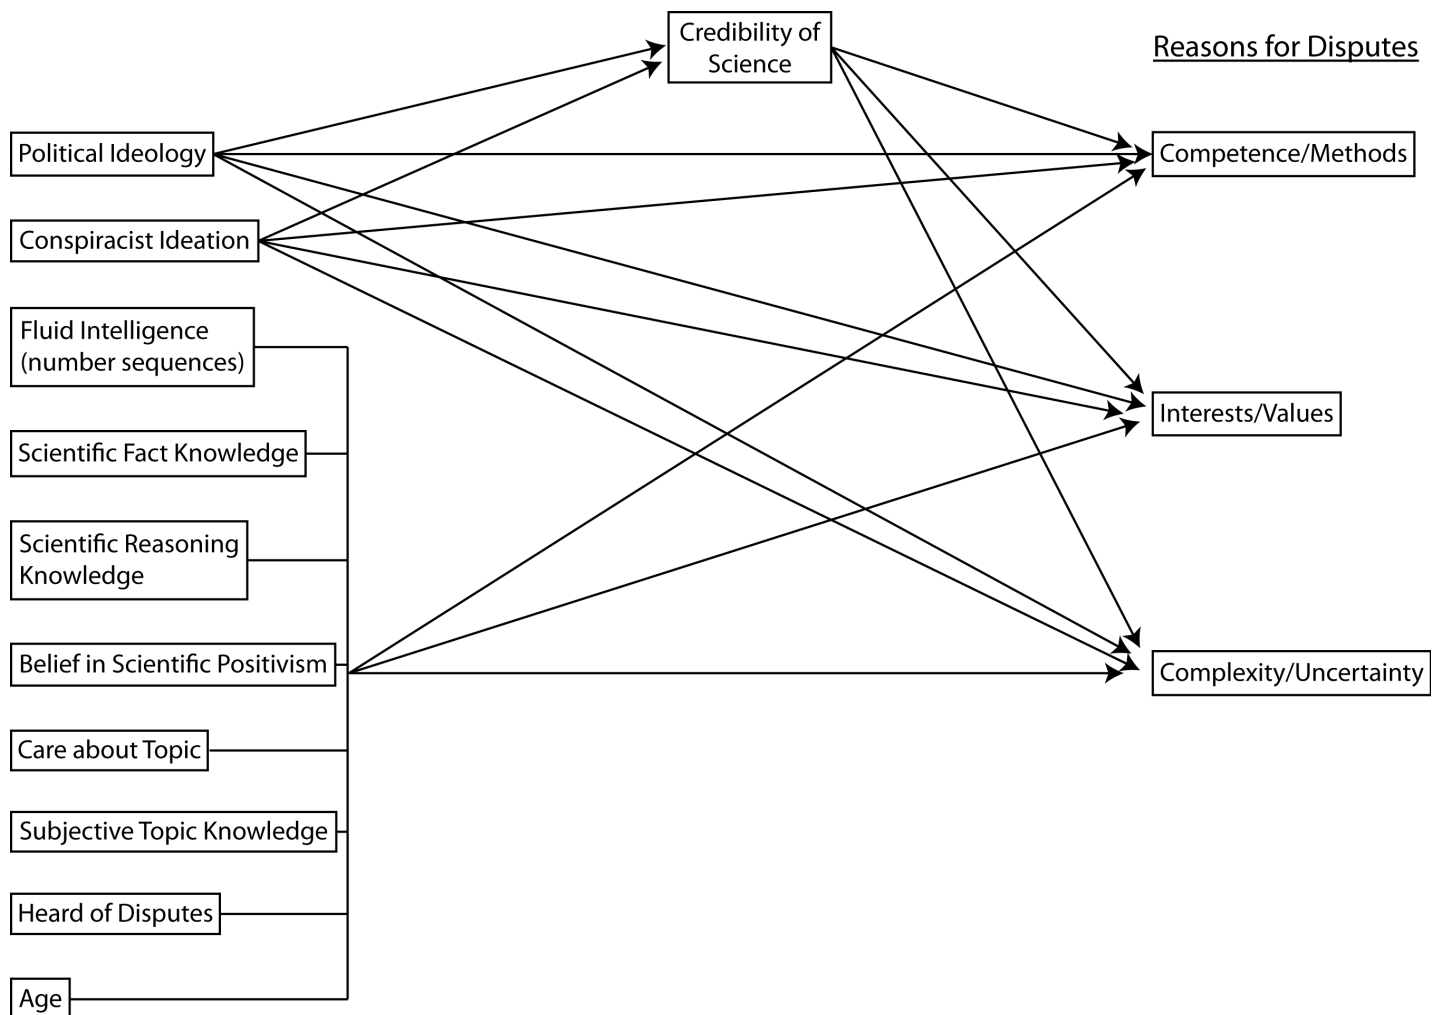 Credibility of
Science
Reasons for Disputes
Political Ideology
Competence/Methods
Conspiracist Ideation
Fluid Intelligence
(number sequences)
Interests/Values
Scientific Fact Knowledge
Scientific Reasoning
Knowledge
Belief in Scientific Positivism
Complexity/Uncertainty
Care about Topic
Subjective Topic Knowledge
Heard of Disputes
Age